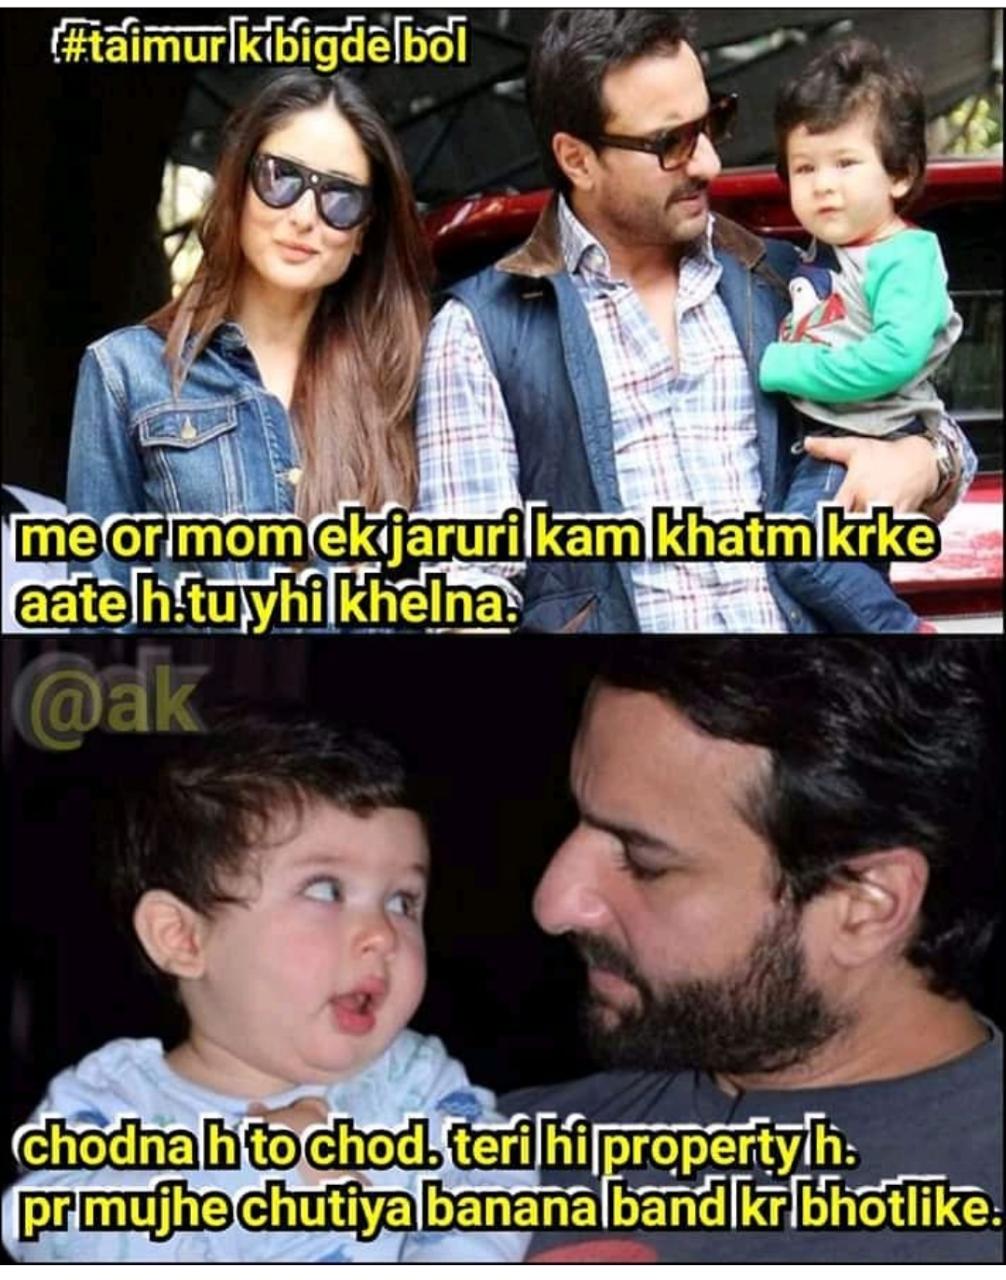 #taimur k bigde bol
me or mom ek jaruri kam khatm krke
aate h.tu yhi khelna.
@ak
chodna h to chod. teri hi property h.
pr mujhe chutiya banana band kr bhotlike.